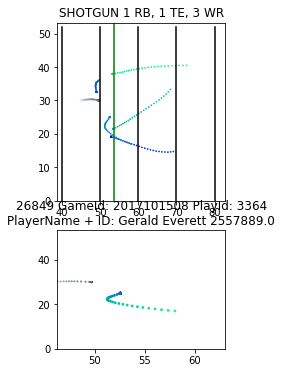 SHOTGUN 1 RB, 1 TE, 3 WR
50
40
30
20
10
0
40 50 60 70 80
26849 GameId: 2017101508 PlayId: 3364
PlayerName + ID: Gerald Everett 2557889.0
40
20
0
50 55 60